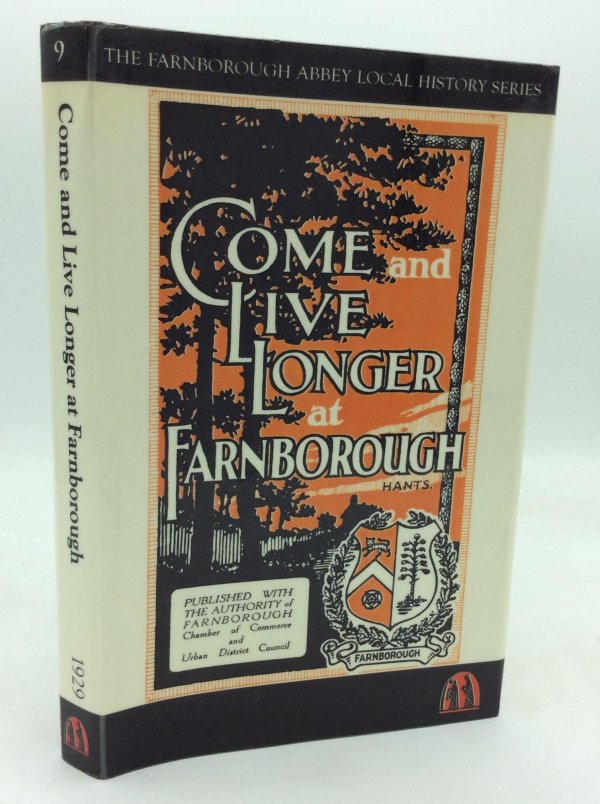 9
Come and Live Longer at Farnborough
1929
THE FARNBOROUGH ABBEY LOCAL HISTORY SERIES
COME and
LIVE
LONGER
at
FARNBOROUGH
HANTS.
PUBLISHED WITH
THE AUTHORITY of
FARNBOROUGH
Chamber of Commerce
and
Urban District Council
FARNBOROUGH